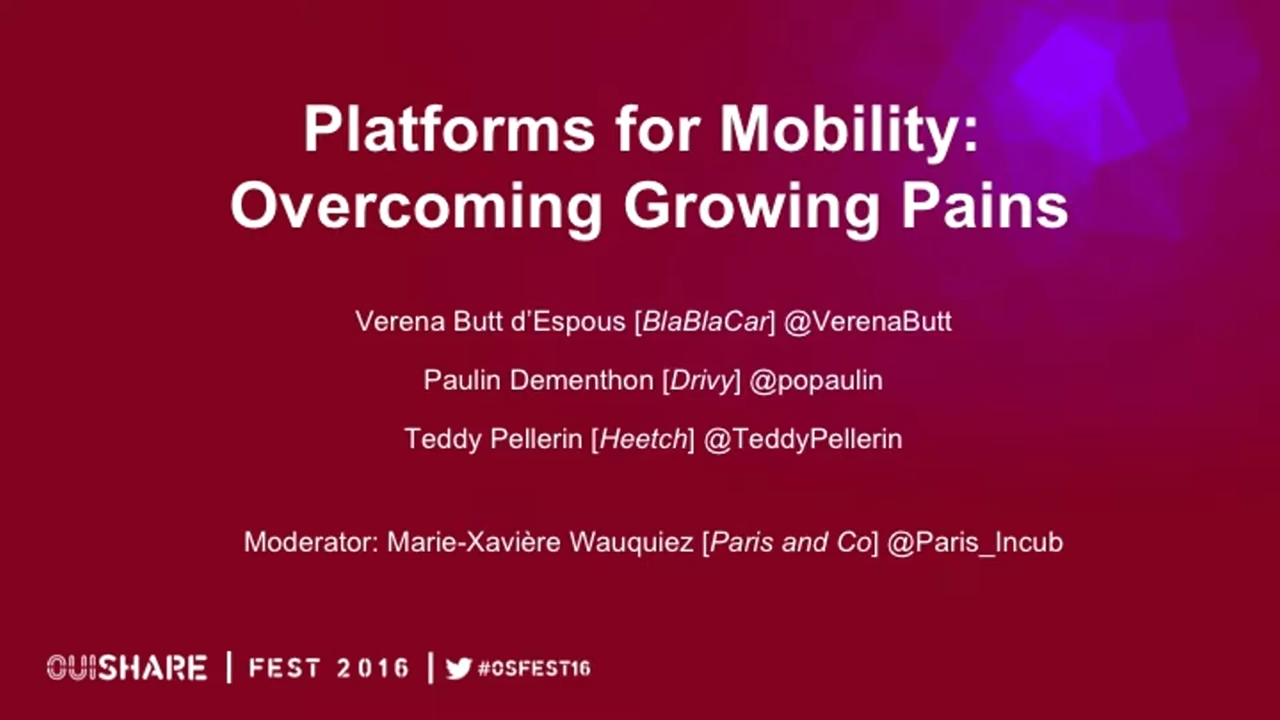 Platforms for Mobility:
Overcoming Growing Pains
Verena Butt d’Espous [BlaBlaCar] @VerenaButt
Paulin Dementhon [Drivy] @popaulin
Teddy Pellerin [Heetch] @TeddyPellerin
Moderator: Marie-Xavière Wauquiez [Paris and Co] @Paris_Incub
OUISHARE | FEST 2016 | #OSFEST16